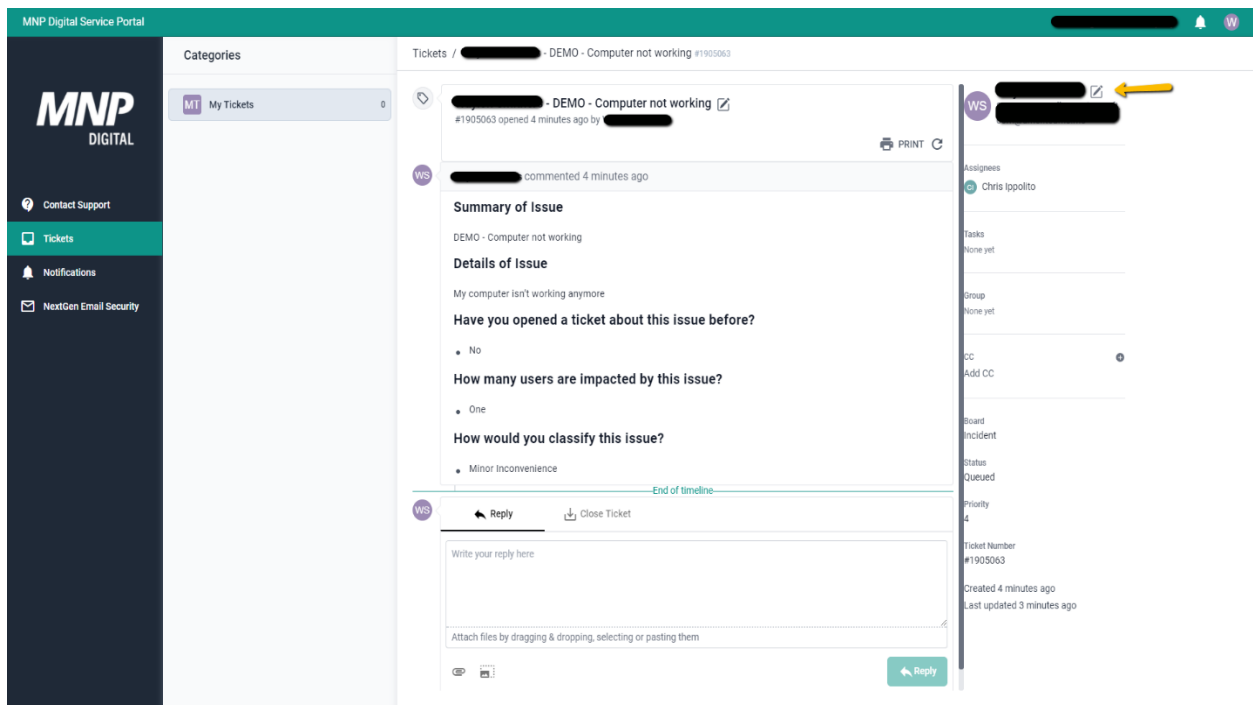 MNP Digital Service Portal
W
MNP
DIGITAL
Contact Support
Tickets
Notifications
NextGen Email Security
Categories
MT My Tickets 0
Tickets / - DEMO - Computer not working #1905063
- DEMO - Computer not working
#1905063 opened 4 minutes ago by
PRINT
WS
commented 4 minutes ago
Summary of Issue
DEMO - Computer not working
Details of Issue
My computer isn't working anymore
Have you opened a ticket about this issue before?
No
How many users are impacted by this issue?
One
How would you classify this issue?
Minor Inconvenience
End of timeline
WS
Reply
Close Ticket
Write your reply here
Attach files by dragging & dropping, selecting or pasting them
Reply
WS
Assignees
CI Chris Ippolito
Tasks
None yet
Group
None yet
CC
Add CC
Board
Incident
Status
Queued
Priority
4
Ticket Number
#1905063
Created 4 minutes ago
Last updated 3 minutes ago